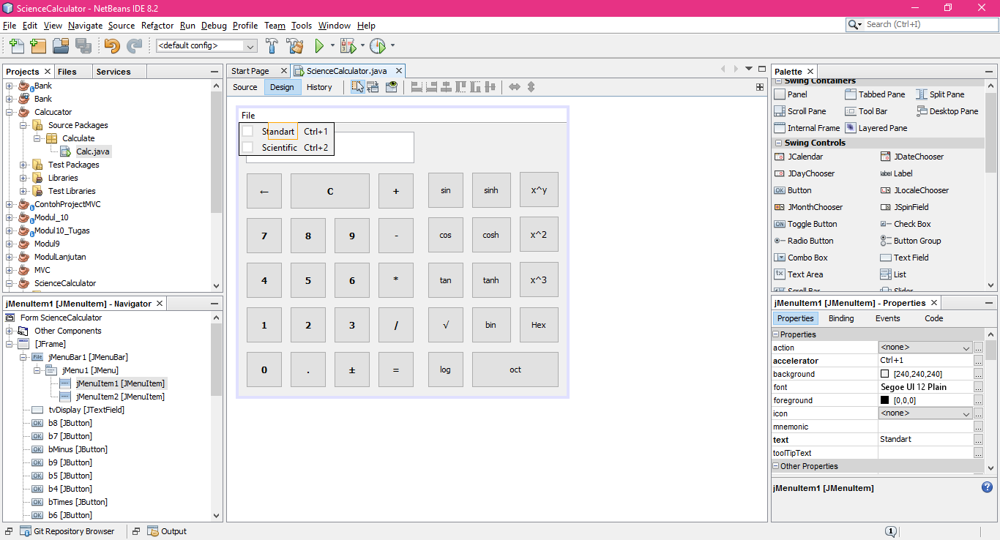 ScienceCalculator - NetBeans IDE 8.2
File Edit View Navigate Source Refactor Run Debug Profile Team Tools Window Help
Search (Ctrl+I)
<default config>
Projects Files Services
Bank
Bank
Calcucator
Source Packages
Calculate
Calc.java
Test Packages
Libraries
Test Libraries
ContohProjectMVC
Modul_10
Modul10_Tugas
Modul9
ModulLanjutan
MVC
ScienceCalculator
jMenuItem1 [JMenuItem] - Navigator
Form ScienceCalculator
Other Components
[JFrame]
jMenuBar1 [JMenuBar]
jMenu1 [JMenu]
jMenuItem1 [JMenuItem]
jMenuItem2 [JMenuItem]
tvDisplay [JTextField]
b8 [JButton]
b7 [JButton]
bMinus [JButton]
b9 [JButton]
b5 [JButton]
b4 [JButton]
bTimes [JButton]
b6 [JButton]
Start Page ScienceCalculator.java
Source Design History
File
Standart Ctrl+1
Scientific Ctrl+2
← C + sin sinh x^y
7 8 9 - cos cosh x^2
4 5 6 * tan tanh x^3
1 2 3 / √ bin Hex
0 . ± = log oct
Palette
Swing Containers
Panel Tabbed Pane Split Pane
Scroll Pane Tool Bar Desktop Pane
Internal Frame Layered Pane
Swing Controls
JCalendar JDateChooser
JDayChooser label Label
OK Button JLocaleChooser
JMonthChooser JSpinField
ON Toggle Button Check Box
Radio Button Button Group
Combo Box Text Field
Text Area List
Scroll Bar Slider
jMenuItem1 [JMenuItem] - Properties
Properties Binding Events Code
Properties
action <none> ...
accelerator Ctrl+1 ...
background [240,240,240] ...
font Segoe UI 12 Plain ...
foreground [0,0,0] ...
icon <none> ...
mnemonic ...
text Standart ...
toolTipText ...
Other Properties
jMenuItem1 [JMenuItem]
Git Repository Browser Output
1